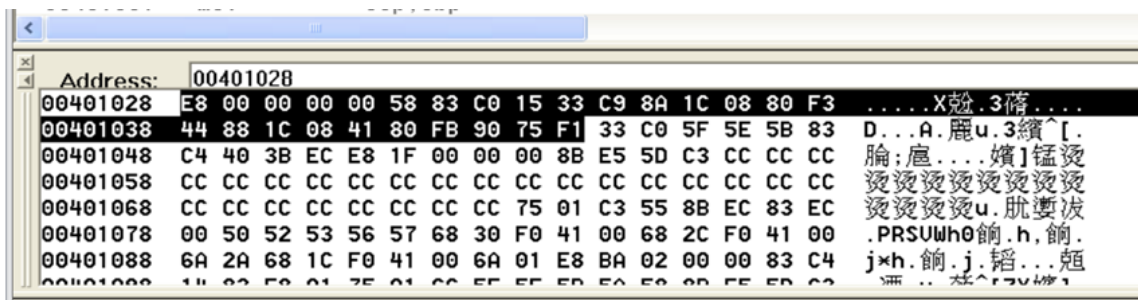 Address: 00401028
00401028 E8 00 00 00 00 58 83 C0 15 33 C9 8A 1C 08 80 F3 .....X兝.3蓨....
00401038 44 88 1C 08 41 80 FB 90 75 F1 33 C0 5F 5E 5B 83 D...A.麗u.3繽^[.
00401048 C4 40 3B EC E8 1F 00 00 00 8B E5 5D C3 CC CC CC 腀;扈....嬪]锰烫
00401058 CC CC CC CC CC CC CC CC CC CC CC CC CC CC CC CC 烫烫烫烫烫烫烫烫
00401068 CC CC CC CC CC CC CC CC 75 01 C3 55 8B EC 83 EC 烫烫烫烫u.肬嬱冹
00401078 00 50 52 53 56 57 68 30 F0 41 00 68 2C F0 41 00 .PRSVWh0餉.h,餉.
00401088 6A 2A 68 1C F0 41 00 6A 01 E8 BA 02 00 00 83 C4 j*h.餉.j.韬...兡